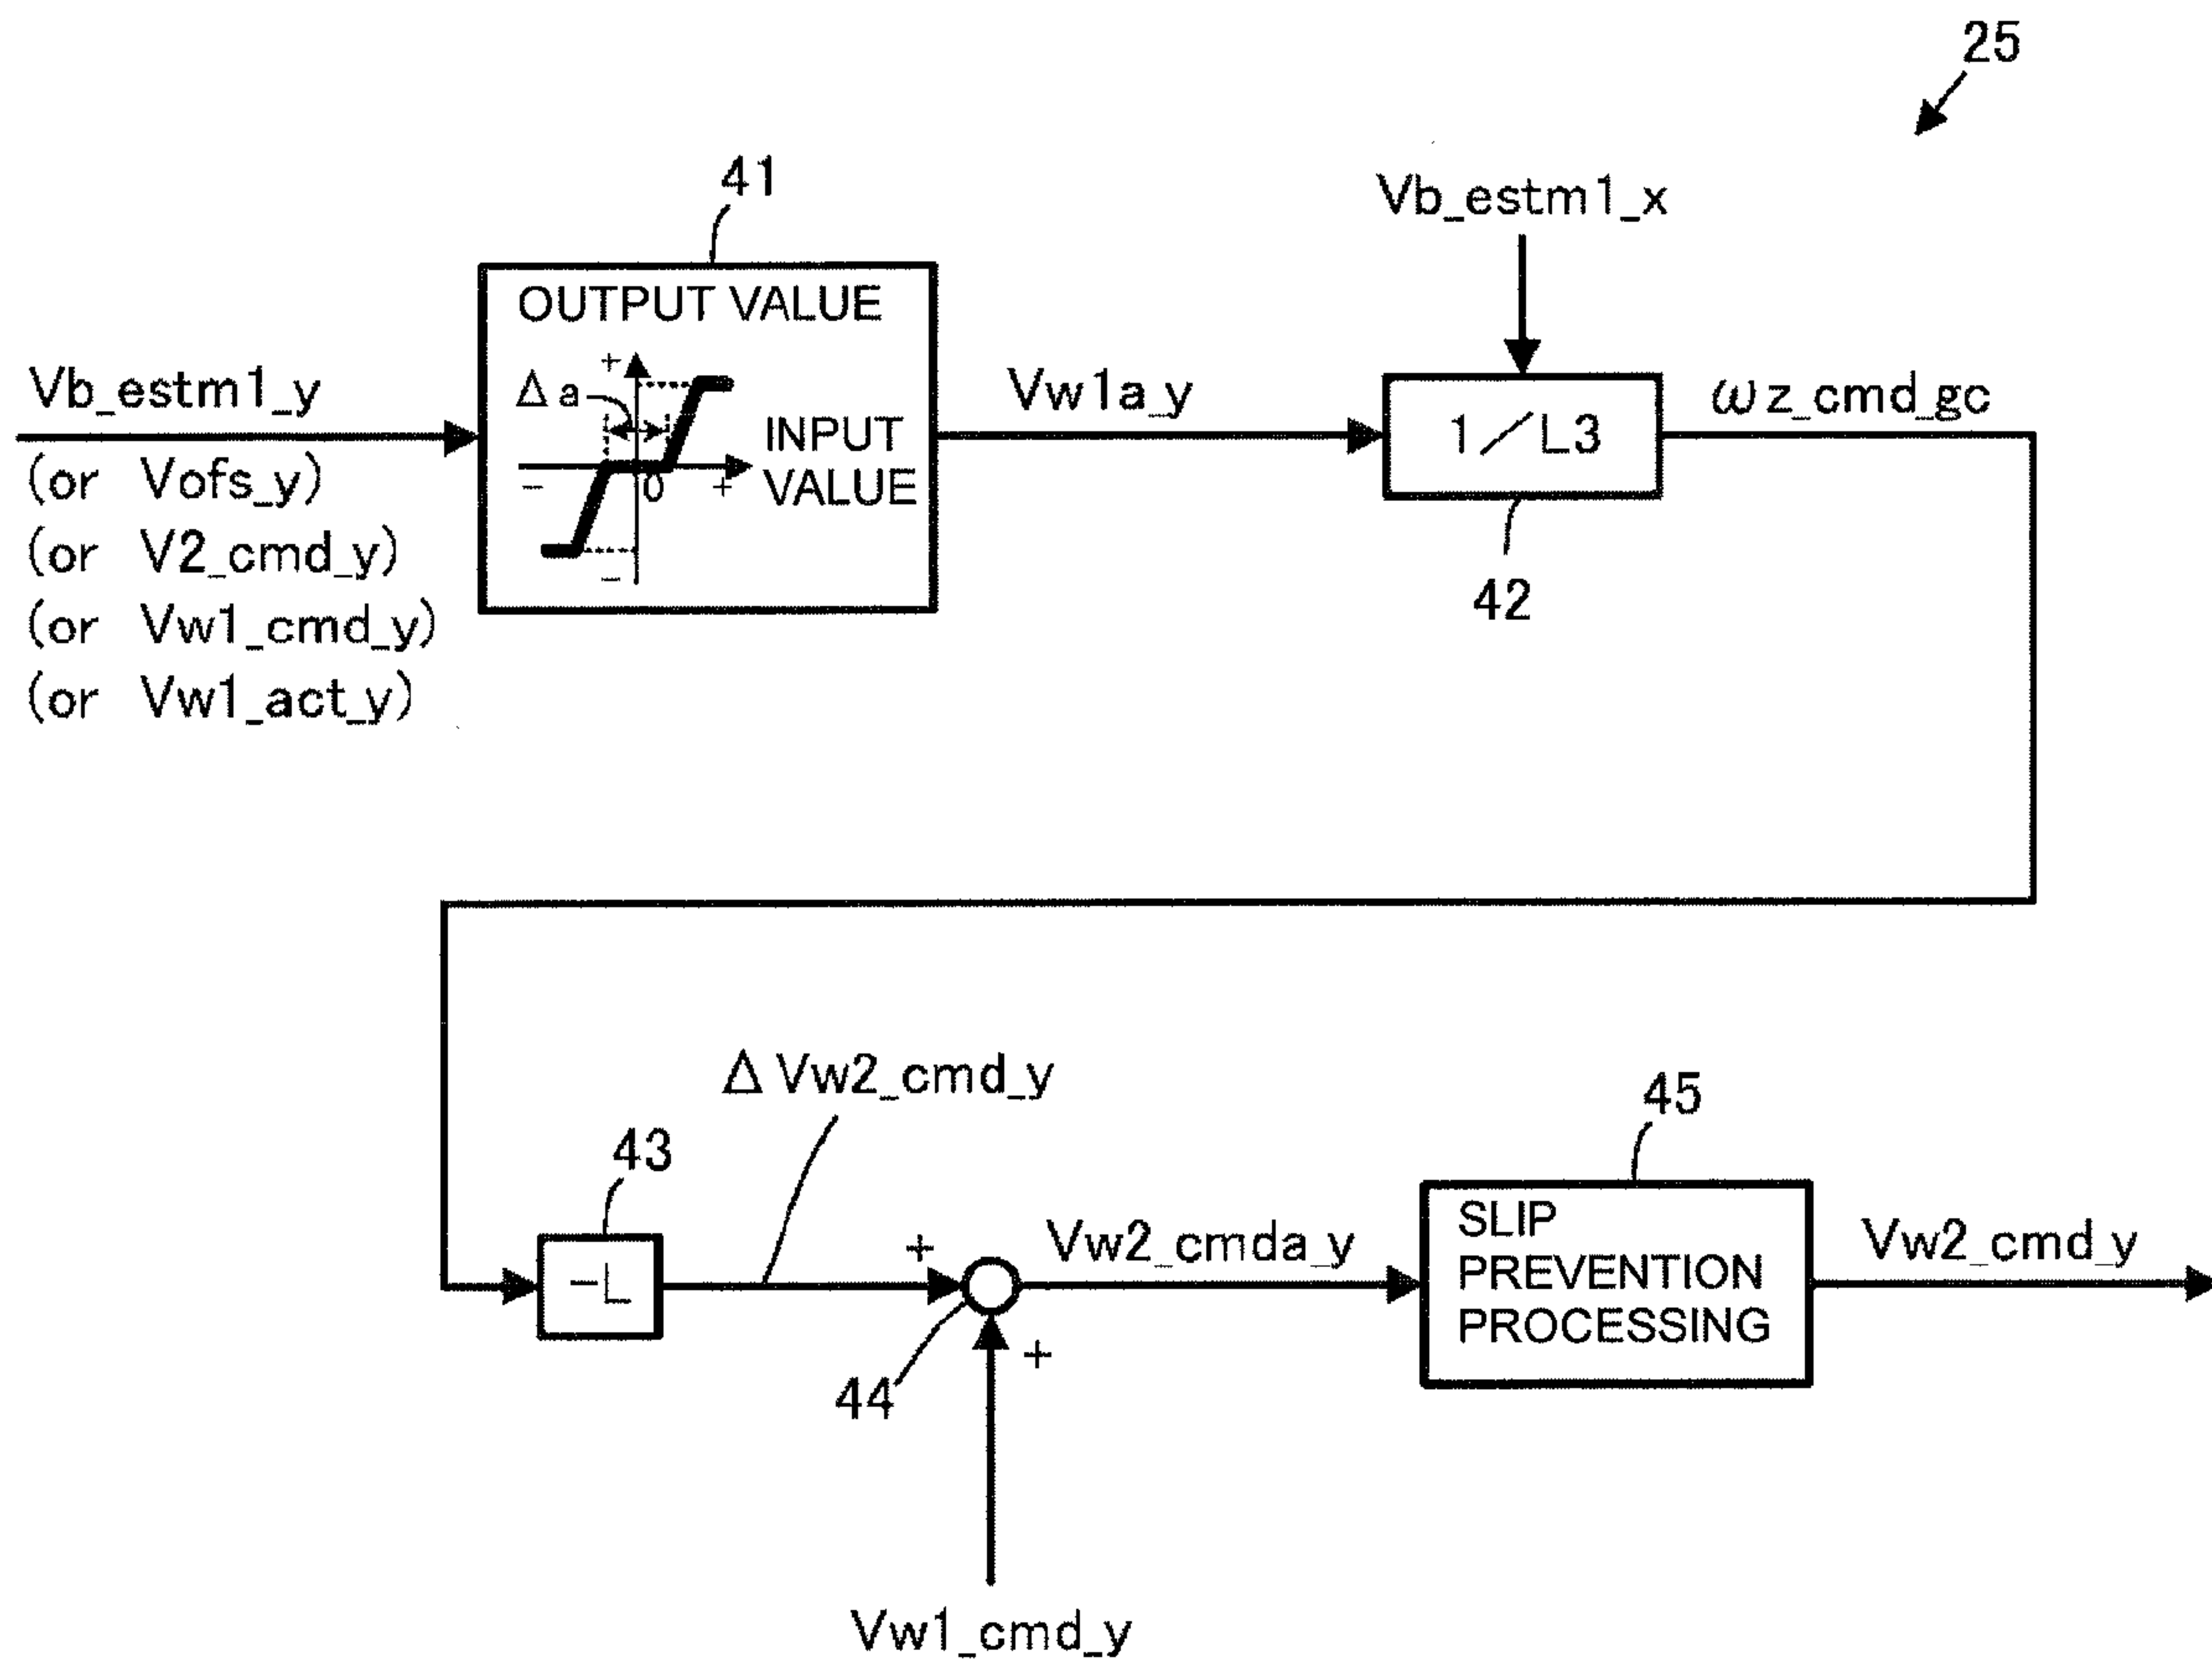 25
41
Vb_estm1_x
OUTPUT VALUE
+
Δa
INPUT
VALUE
−
0
+
−
Vb_estm1_y
(or Vofs_y)
(or V2_cmd_y)
(or Vw1_cmd_y)
(or Vw1_act_y)
Vw1a_y
1／L3
ωz_cmd_gc
42
ΔVw2_cmd_y
43
−L
+
44
+
Vw1_cmd_y
Vw2_cmda_y
45
SLIP
PREVENTION
PROCESSING
Vw2_cmd_y